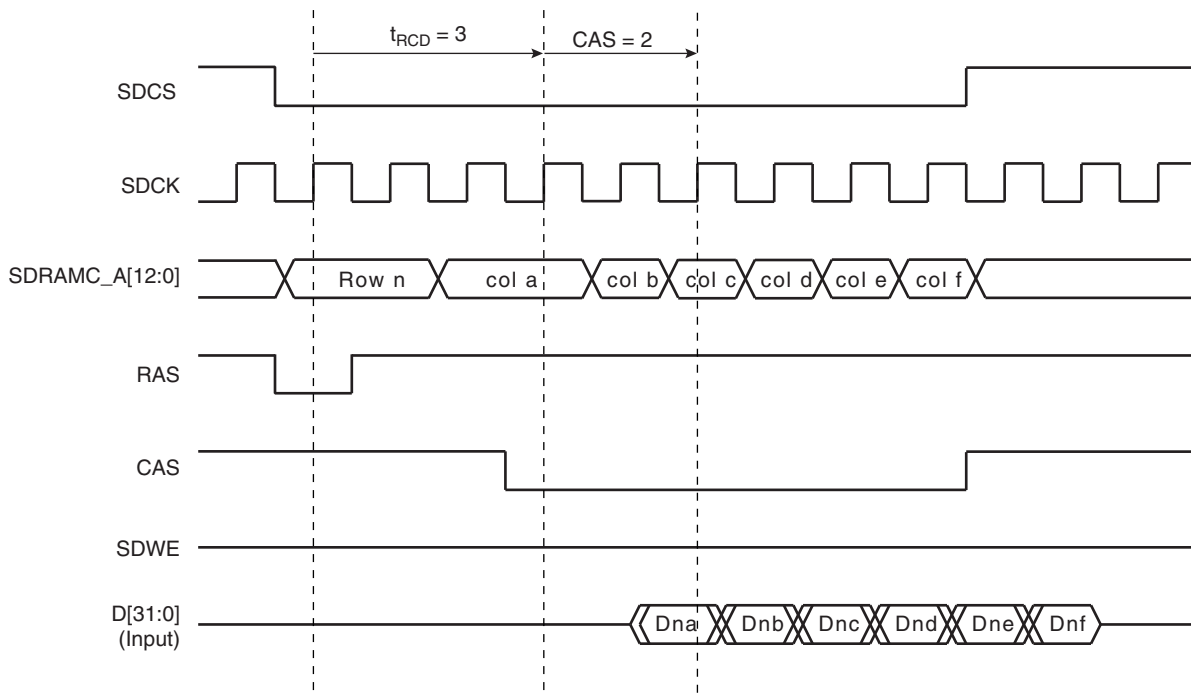 t_RCD = 3
CAS = 2
SDCS
SDCK
SDRAMC_A[12:0]
Row n
col a
col b
col c
col d
col e
col f
RAS
CAS
SDWE
D[31:0]
(Input)
Dna
Dnb
Dnc
Dnd
Dne
Dnf